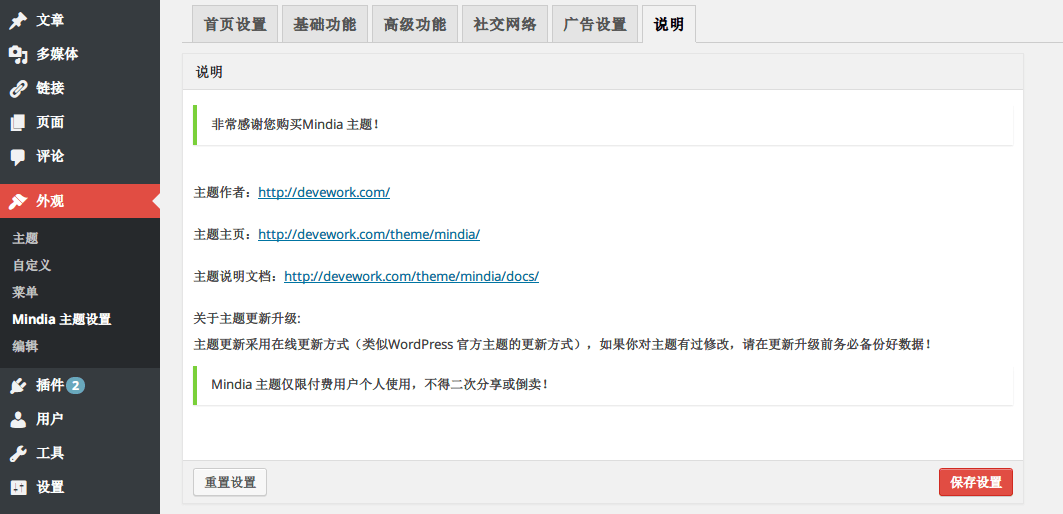 文章
多媒体
链接
页面
评论
外观
主题
自定义
菜单
Mindia 主题设置
编辑
插件 2
用户
工具
设置
首页设置 基础功能 高级功能 社交网络 广告设置 说明
说明
非常感谢您购买Mindia 主题！
主题作者：http://devework.com/
主题主页：http://devework.com/theme/mindia/
主题说明文档：http://devework.com/theme/mindia/docs/
关于主题更新升级:
主题更新采用在线更新方式（类似WordPress 官方主题的更新方式），如果你对主题有过修改，请在更新升级前务必备份好数据！
Mindia 主题仅限付费用户个人使用，不得二次分享或倒卖！
重置设置 保存设置